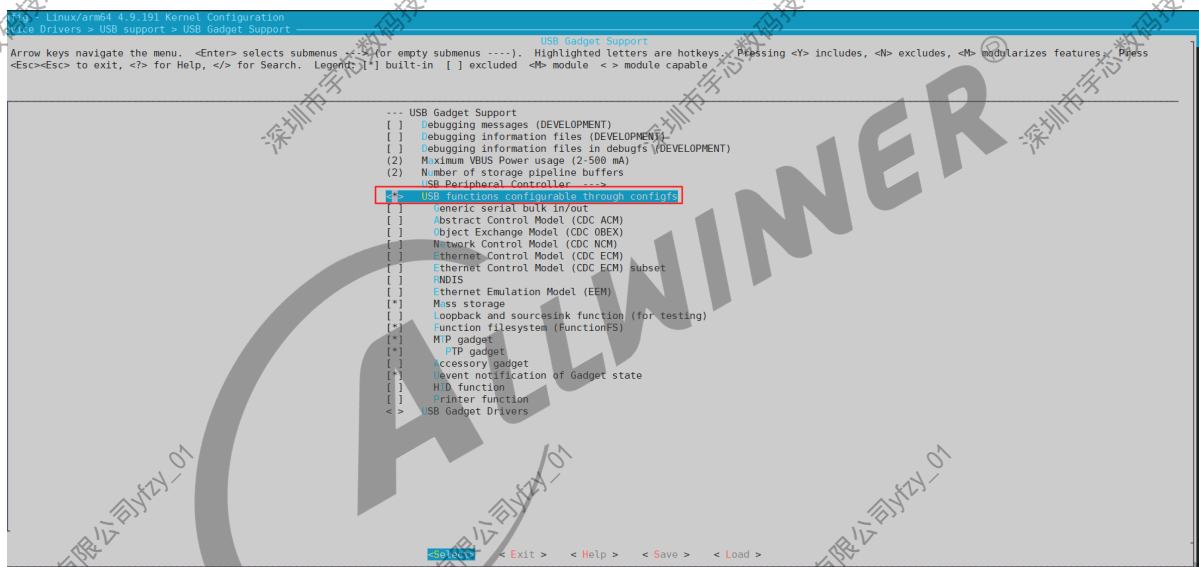 fig - Linux/arm64 4.9.191 Kernel Configuration
vice Drivers > USB support > USB Gadget Support
USB Gadget Support
Arrow keys navigate the menu. <Enter> selects submenus ---> (or empty submenus ----). Highlighted letters are hotkeys. Pressing <Y> includes, <N> excludes, <M> modularizes features. Press
<Esc><Esc> to exit, <?> for Help, </> for Search. Legend: [*] built-in [ ] excluded <M> module < > module capable
--- USB Gadget Support
[ ] Debugging messages (DEVELOPMENT)
[ ] Debugging information files (DEVELOPMENT)
[ ] Debugging information files in debugfs (DEVELOPMENT)
(2) Maximum VBUS Power usage (2-500 mA)
(2) Number of storage pipeline buffers
USB Peripheral Controller --->
<*> USB functions configurable through configfs
[ ] Generic serial bulk in/out
[ ] Abstract Control Model (CDC ACM)
[ ] Object Exchange Model (CDC OBEX)
[ ] Network Control Model (CDC NCM)
[ ] Ethernet Control Model (CDC ECM)
[ ] Ethernet Control Model (CDC ECM) subset
[ ] RNDIS
[ ] Ethernet Emulation Model (EEM)
[*] Mass storage
[ ] Loopback and sourcesink function (for testing)
[*] Function filesystem (FunctionFS)
[*] MTP gadget
[*] PTP gadget
[ ] Accessory gadget
[*] Uevent notification of Gadget state
[ ] HID function
[ ] Printer function
< > USB Gadget Drivers
<Select> < Exit > < Help > < Save > < Load >
ALLWINNER®
深圳市宇芯数码技
深圳市宇芯数码技
深圳市宇芯数码技
有限公司yfzy_01
有限公司yfzy_01
有限公司yfzy_01